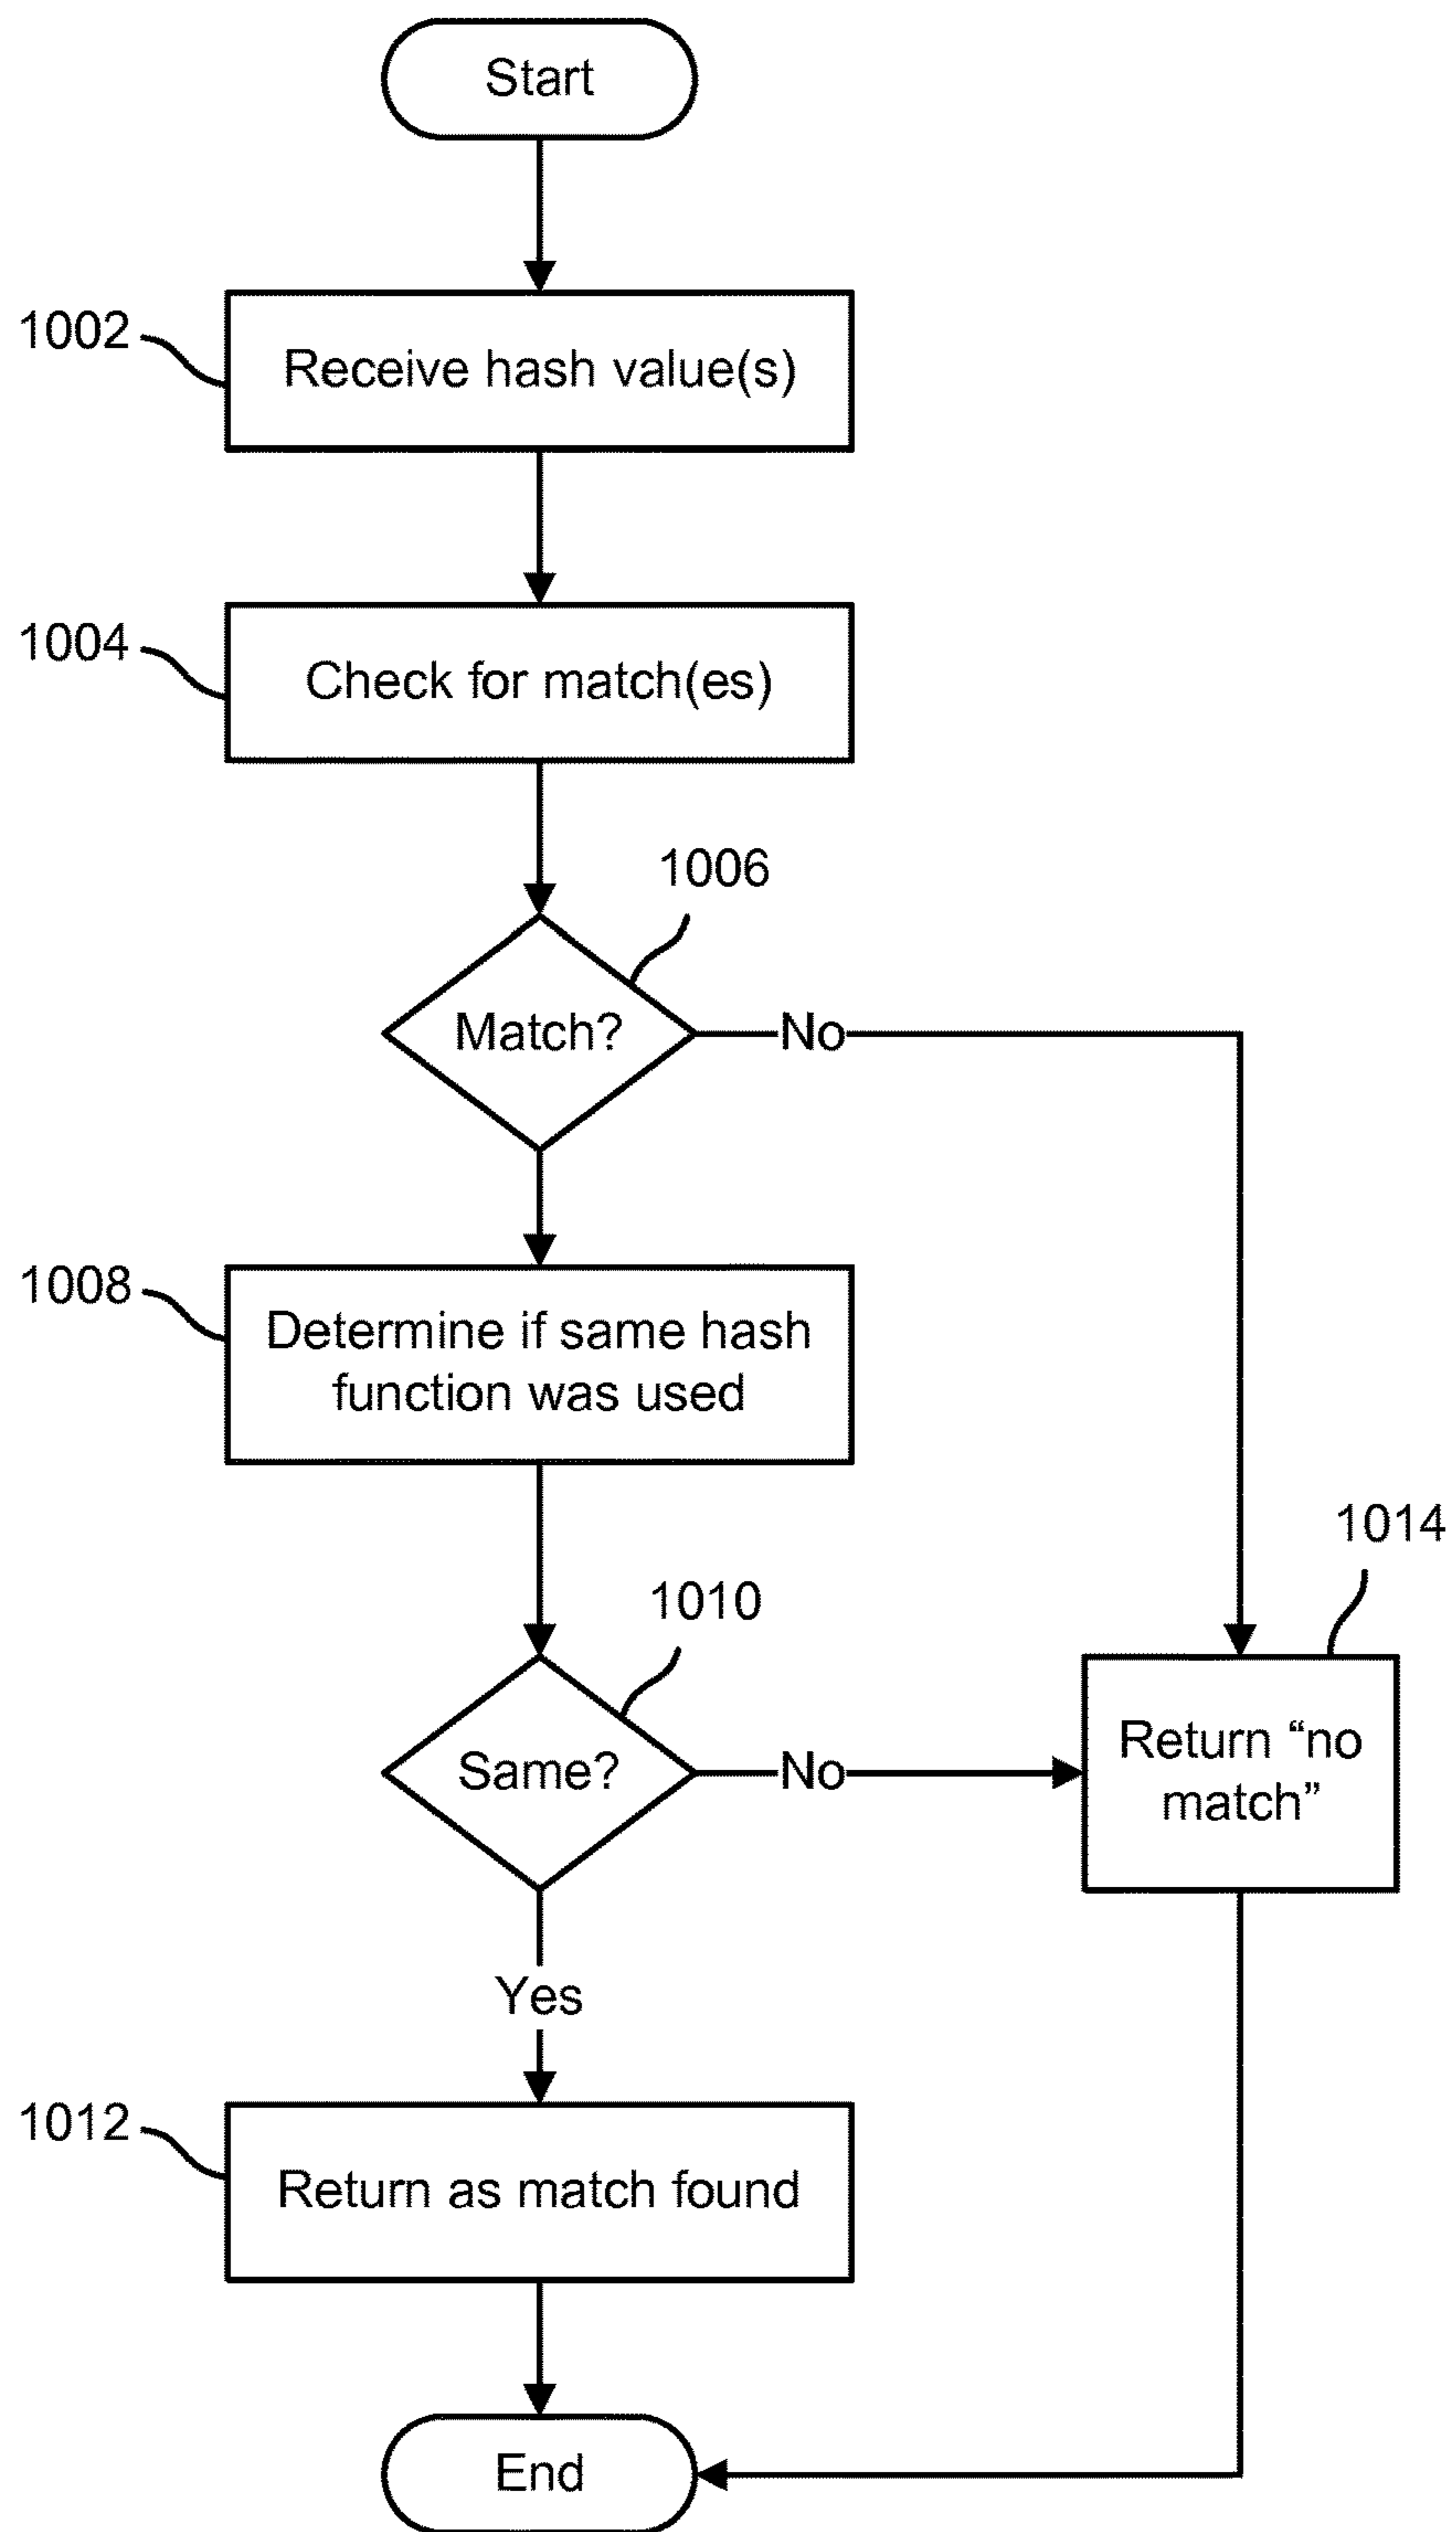 Start
1002
Receive hash value(s)
1004
Check for match(es)
1006
Match?
No
1008
Determine if same hash
function was used
1014
1010
Same?
No
Return “no
match”
Yes
1012
Return as match found
End